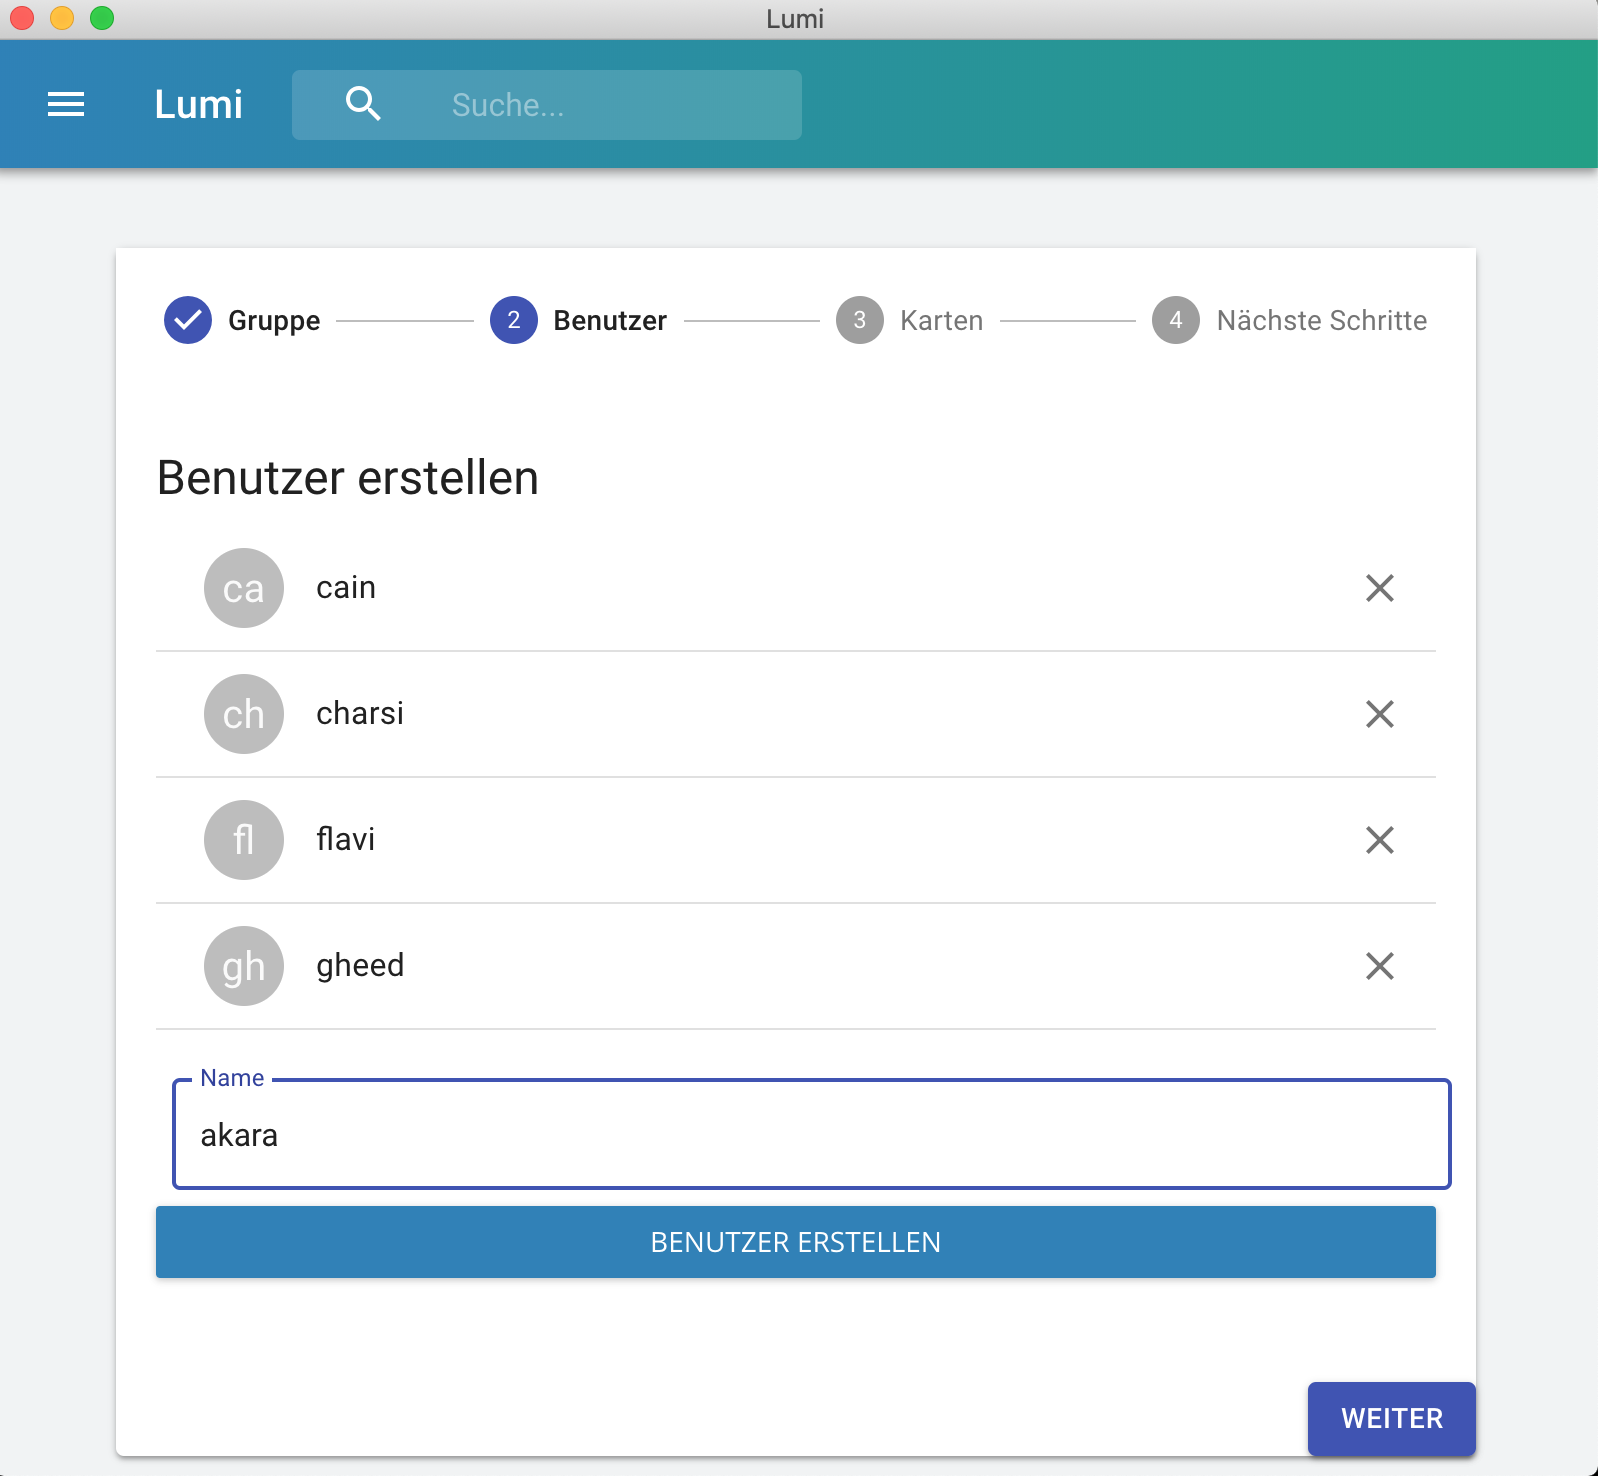 Lumi
Lumi Suche...
Gruppe 2 Benutzer 3 Karten 4 Nächste Schritte
Benutzer erstellen
ca cain
ch charsi
fl flavi
gh gheed
Name
akara
BENUTZER ERSTELLEN
WEITER